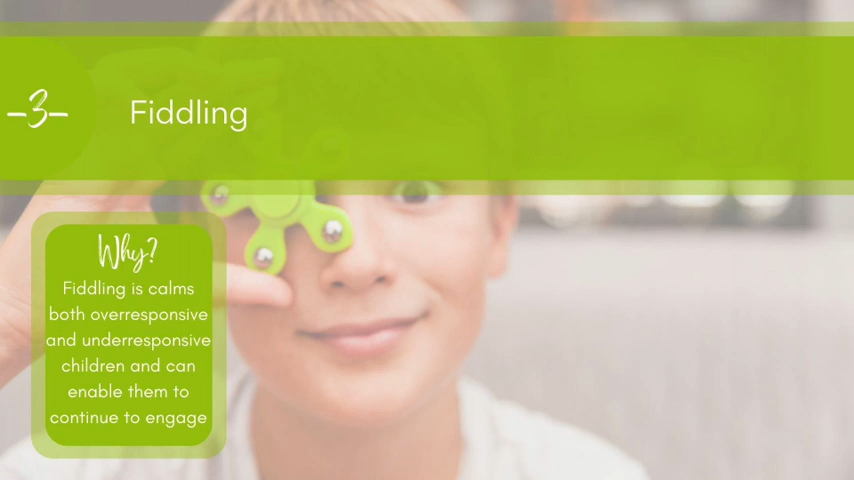 -3-
Fiddling
Why?
Fiddling is calms
both overresponsive
and underresponsive
children and can
enable them to
continue to engage